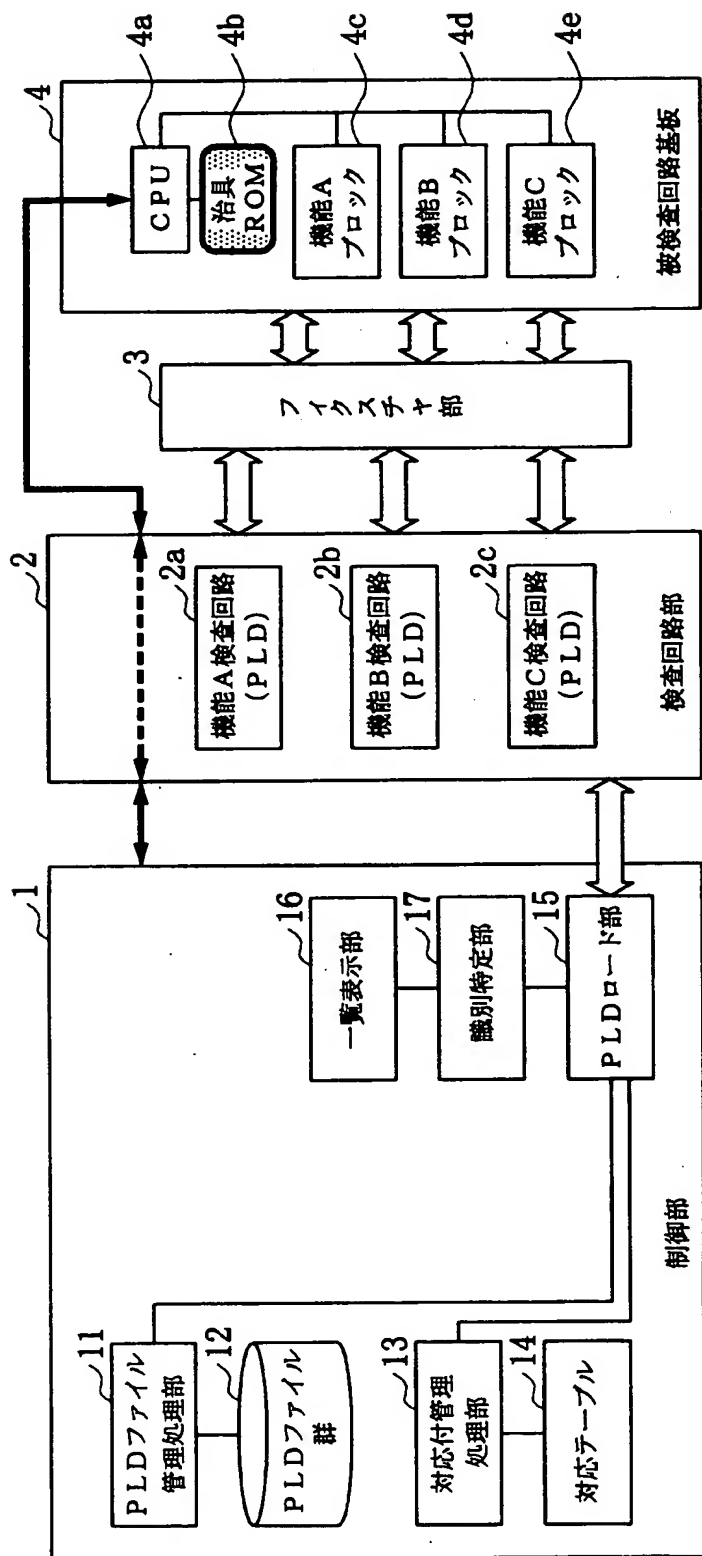 1
11
PLDファイル
管理処理部
12
PLDファイル
群
13
対応付管理
処理部
14
対応テーブル
16
一覧表示部
17
識別特定部
15
PLDロード部
制御部
2
2a
機能A検査回路
(PLD)
2b
機能B検査回路
(PLD)
2c
機能C検査回路
(PLD)
検査回路部
3
フィクスチャ部
4
CPU
4a
治具
ROM
4b
機能A
ブロック
4c
機能B
ブロック
4d
機能C
ブロック
4e
被検査回路基板